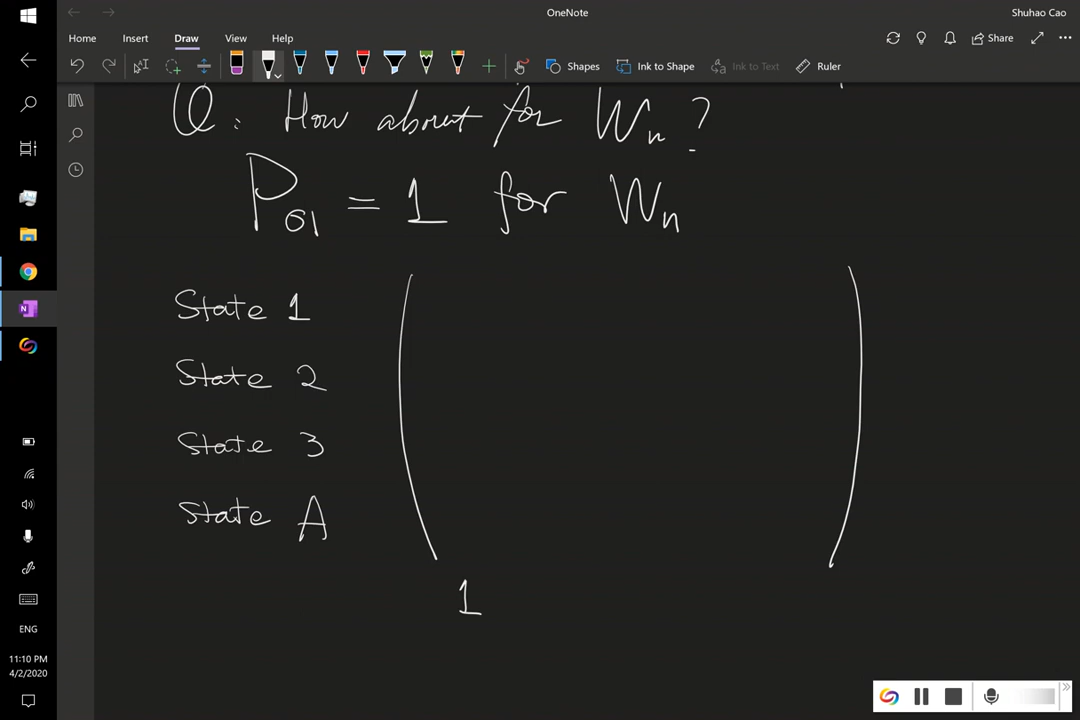 OneNote
Shuhao Cao
Home Insert Draw View Help
Share
Shapes Ink to Shape Ink to Text Ruler
Q: How about for Wn?
P01 = 1 for Wn
State 1
State 2
State 3
State A
1
ENG
11:10 PM
4/2/2020